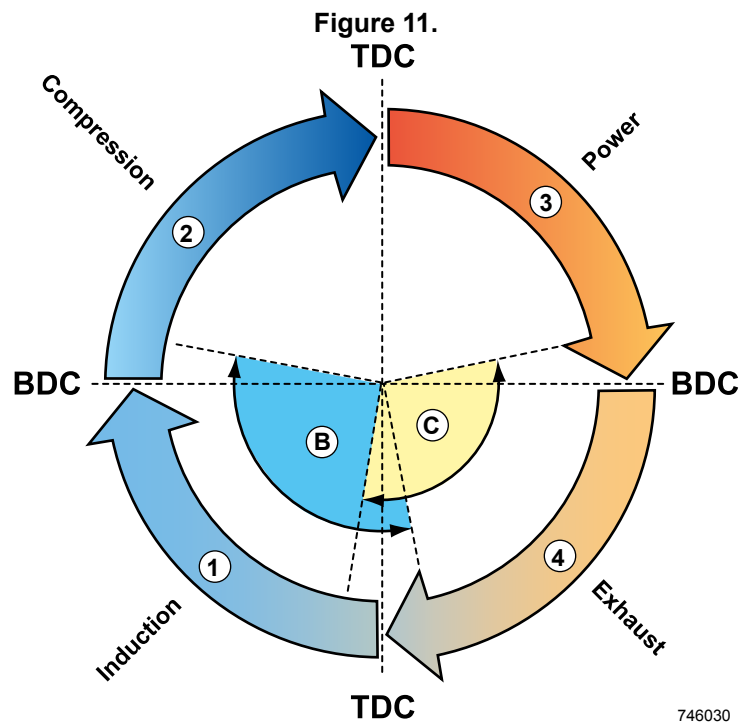 Figure 11.
TDC
Compression
Power
2
3
BDC
BDC
B
C
1
4
Induction
Exhaust
TDC
746030